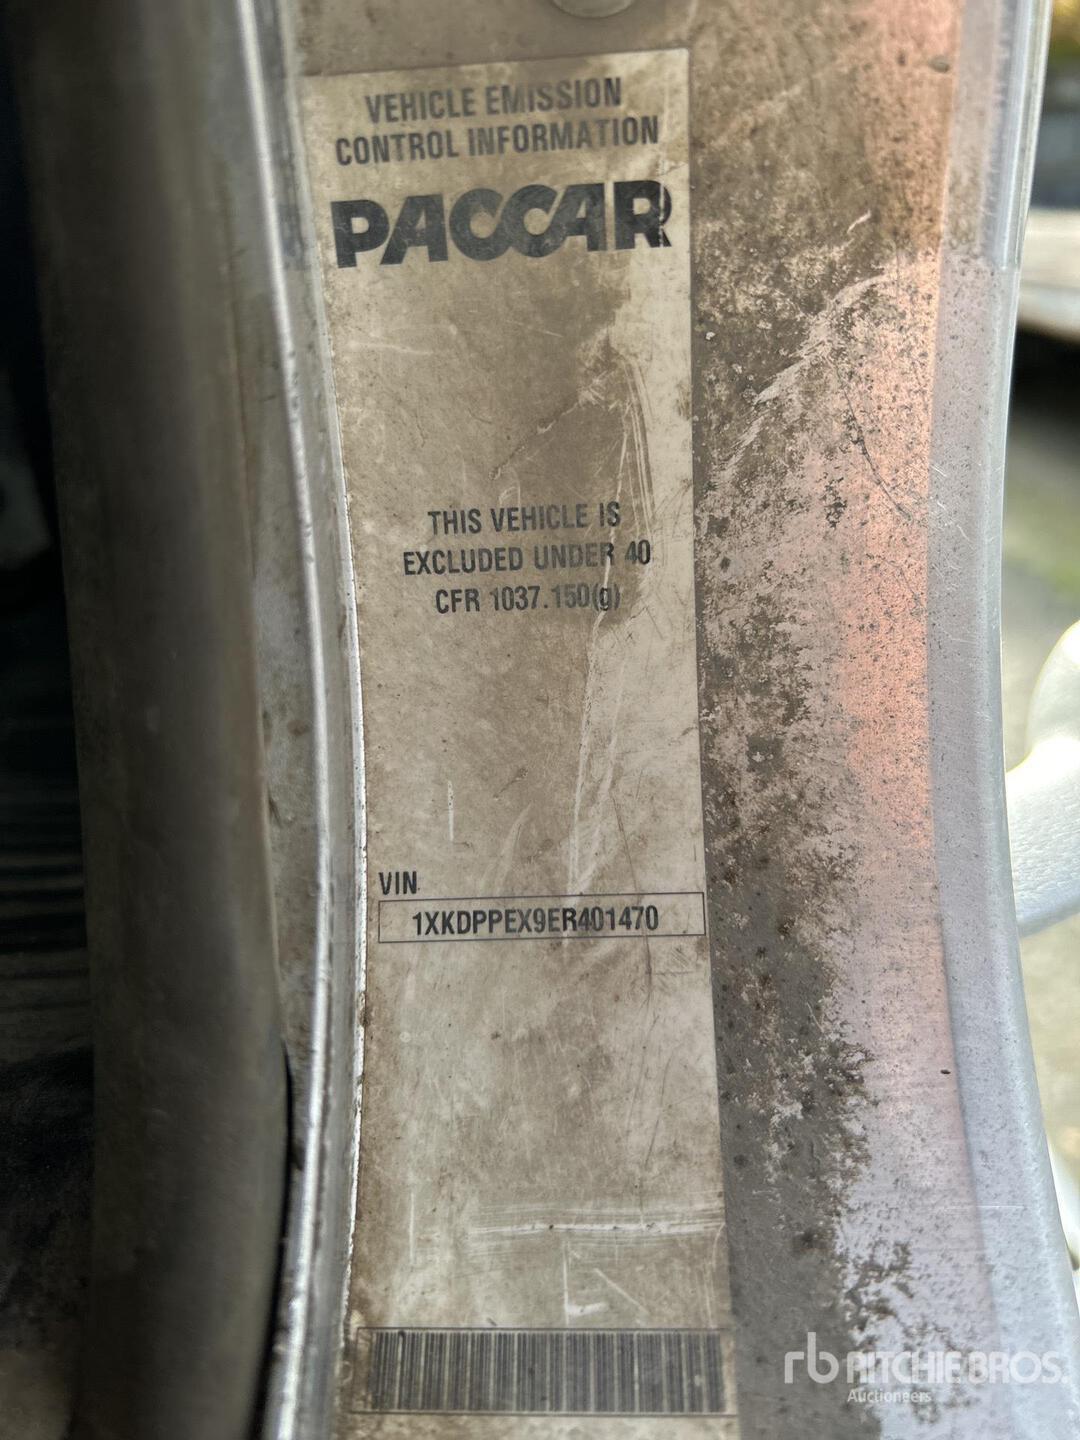 VEHICLE EMISSION
CONTROL INFORMATION
PACCAR
THIS VEHICLE IS
EXCLUDED UNDER 40
CFR 1037.150(g)
VIN
1XKDPPEX9ER401470
rb RITCHIE BROS.
Auctioneers